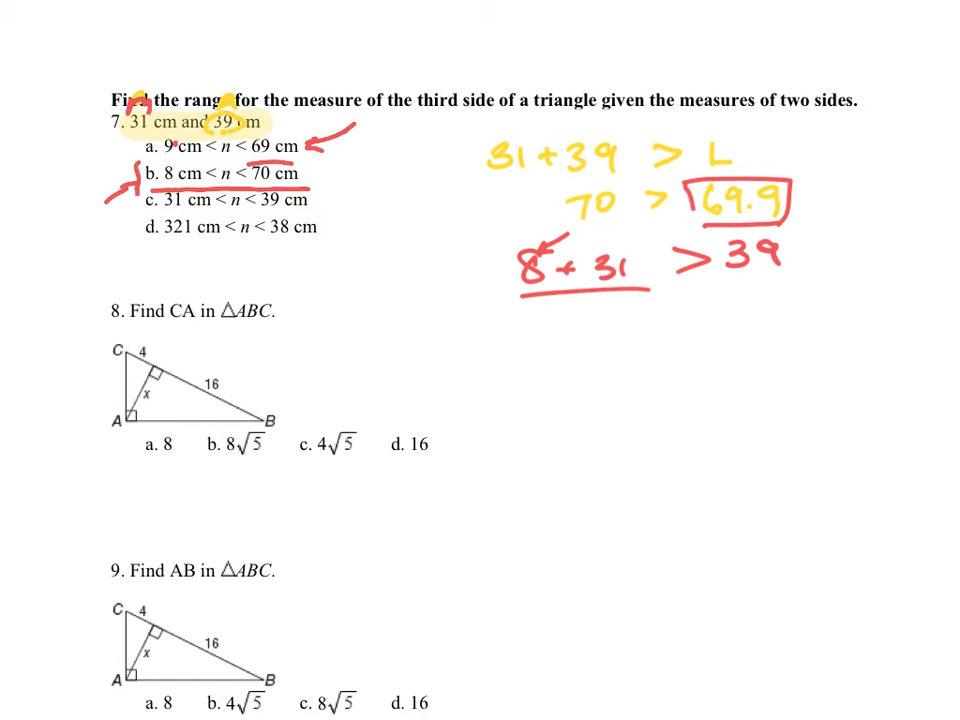 Find the range for the measure of the third side of a triangle given the measures of two sides.
7. 31 cm and 39 cm
a. 9 cm < n < 69 cm
b. 8 cm < n < 70 cm
c. 31 cm < n < 39 cm
d. 321 cm < n < 38 cm
31 + 39 > L
70 > 69.9
8 + 31 > 39
8. Find CA in △ABC.
C 4
16
x
A B
a. 8 b. 8√5 c. 4√5 d. 16
9. Find AB in △ABC.
C 4
16
x
A B
a. 8 b. 4√5 c. 8√5 d. 16